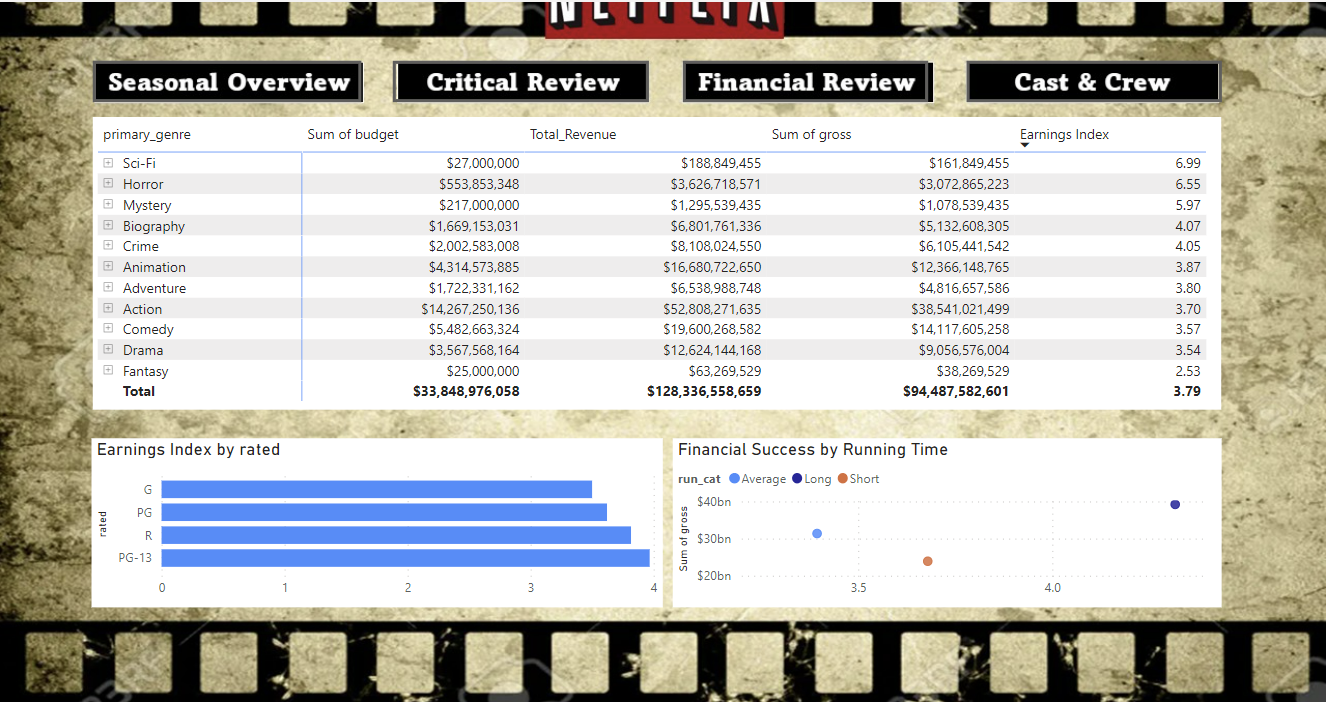 NETFLIX
Seasonal Overview
Critical Review
Financial Review
Cast & Crew
primary_genre Sum of budget Total_Revenue Sum of gross Earnings Index
Sci-Fi $27,000,000 $188,849,455 $161,849,455 6.99
Horror $553,853,348 $3,626,718,571 $3,072,865,223 6.55
Mystery $217,000,000 $1,295,539,435 $1,078,539,435 5.97
Biography $1,669,153,031 $6,801,761,336 $5,132,608,305 4.07
Crime $2,002,583,008 $8,108,024,550 $6,105,441,542 4.05
Animation $4,314,573,885 $16,680,722,650 $12,366,148,765 3.87
Adventure $1,722,331,162 $6,538,988,748 $4,816,657,586 3.80
Action $14,267,250,136 $52,808,271,635 $38,541,021,499 3.70
Comedy $5,482,663,324 $19,600,268,582 $14,117,605,258 3.57
Drama $3,567,568,164 $12,624,144,168 $9,056,576,004 3.54
Fantasy $25,000,000 $63,269,529 $38,269,529 2.53
Total $33,848,976,058 $128,336,558,659 $94,487,582,601 3.79
Earnings Index by rated
rated
G
PG
R
PG-13
0 1 2 3 4
Financial Success by Running Time
run_cat Average Long Short
Sum of gross
$40bn
$30bn
$20bn
3.5 4.0